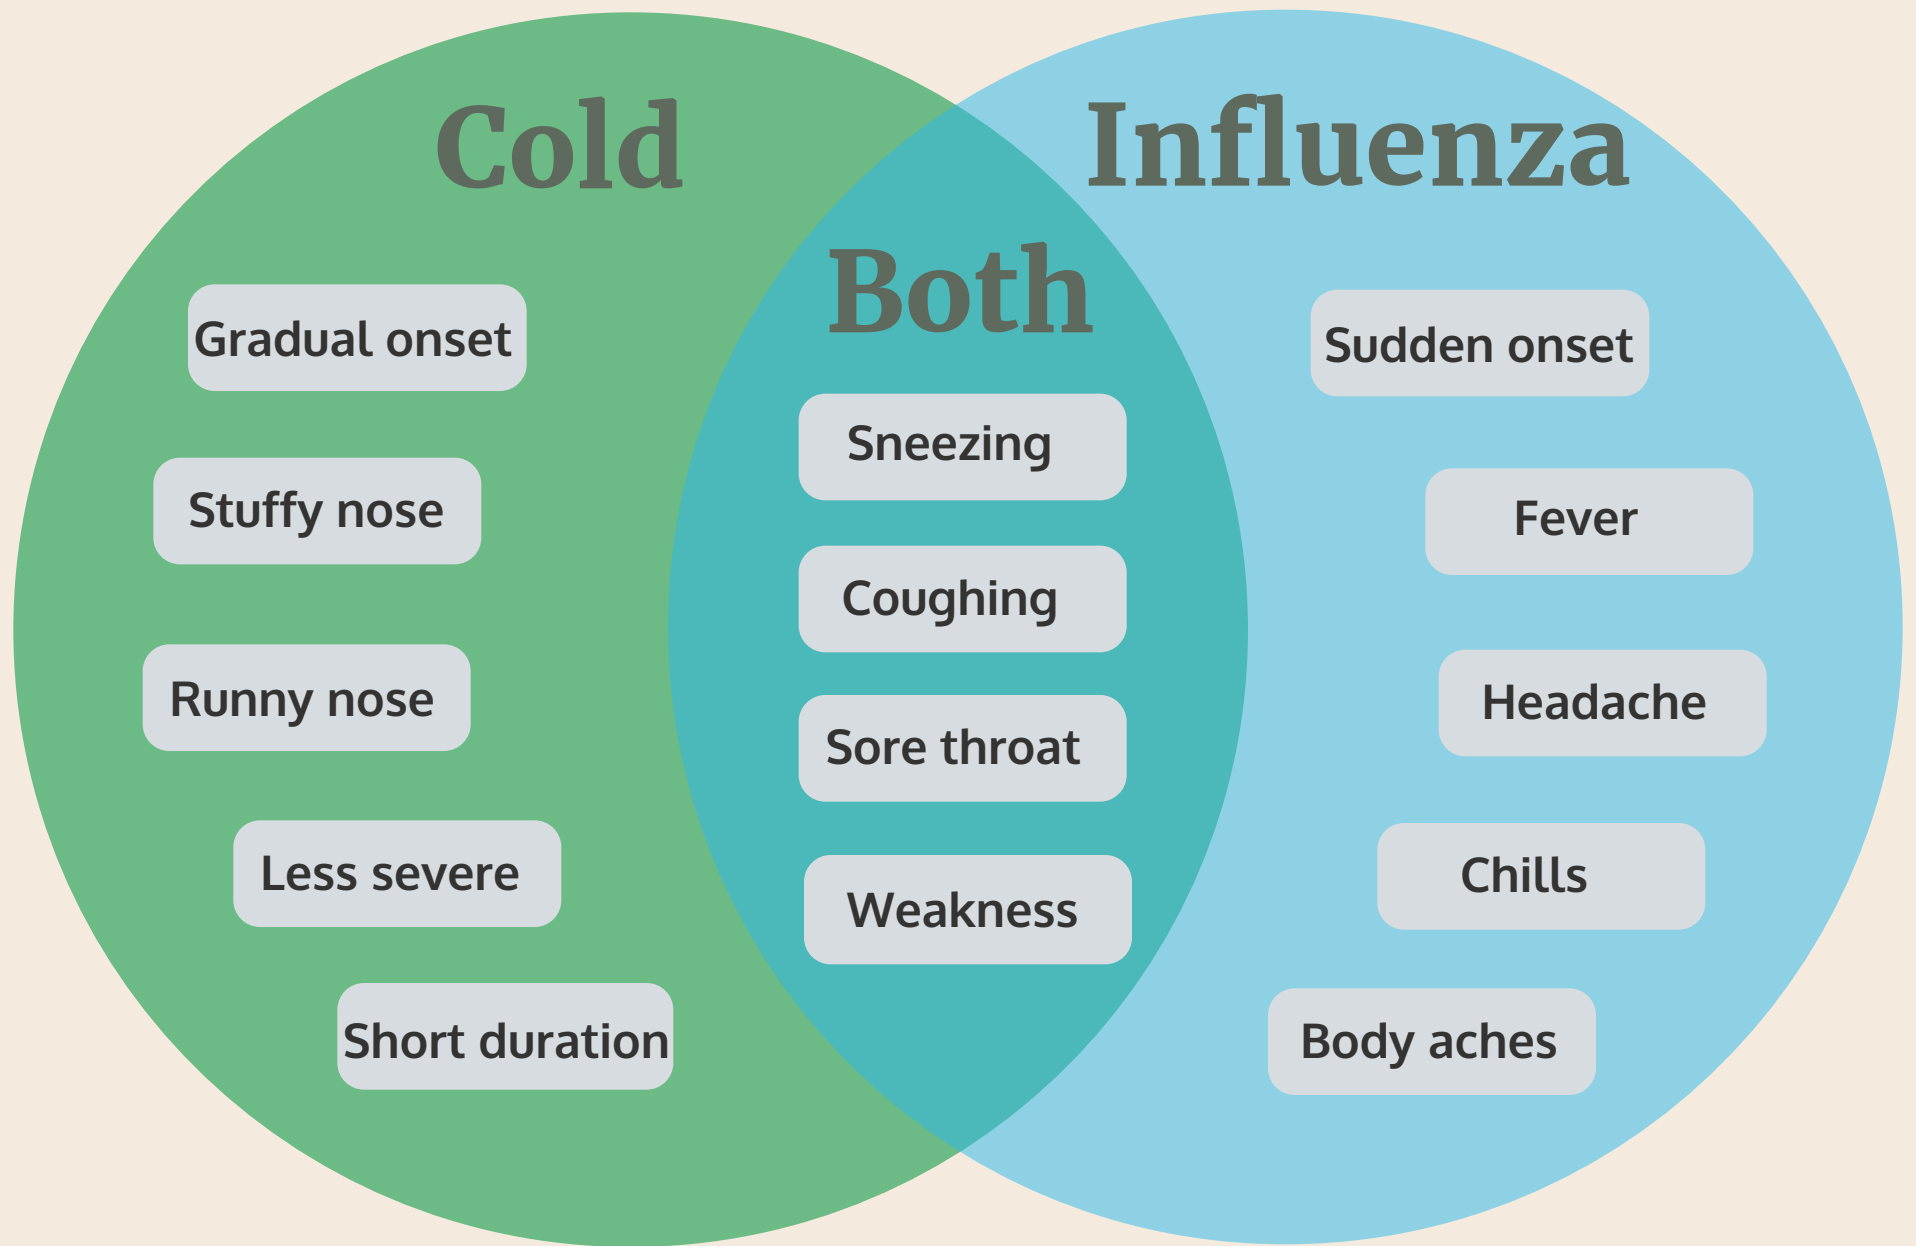 Cold
Influenza
Both
Gradual onset
Stuffy nose
Runny nose
Less severe
Short duration
Sneezing
Coughing
Sore throat
Weakness
Sudden onset
Fever
Headache
Chills
Body aches